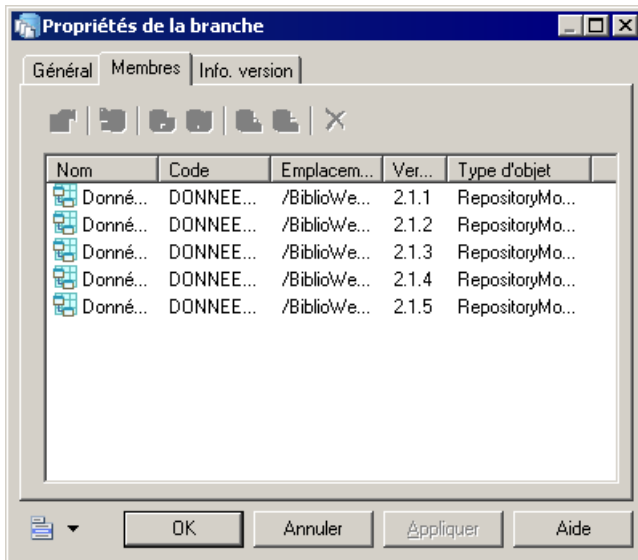 Propriétés de la branche
Général Membres Info. version
Nom Code Emplacem... Ver... Type d'objet
Donné... DONNEE... /BiblioWe... 2.1.1 RepositoryMo...
Donné... DONNEE... /BiblioWe... 2.1.2 RepositoryMo...
Donné... DONNEE... /BiblioWe... 2.1.3 RepositoryMo...
Donné... DONNEE... /BiblioWe... 2.1.4 RepositoryMo...
Donné... DONNEE... /BiblioWe... 2.1.5 RepositoryMo...
OK Annuler Appliquer Aide